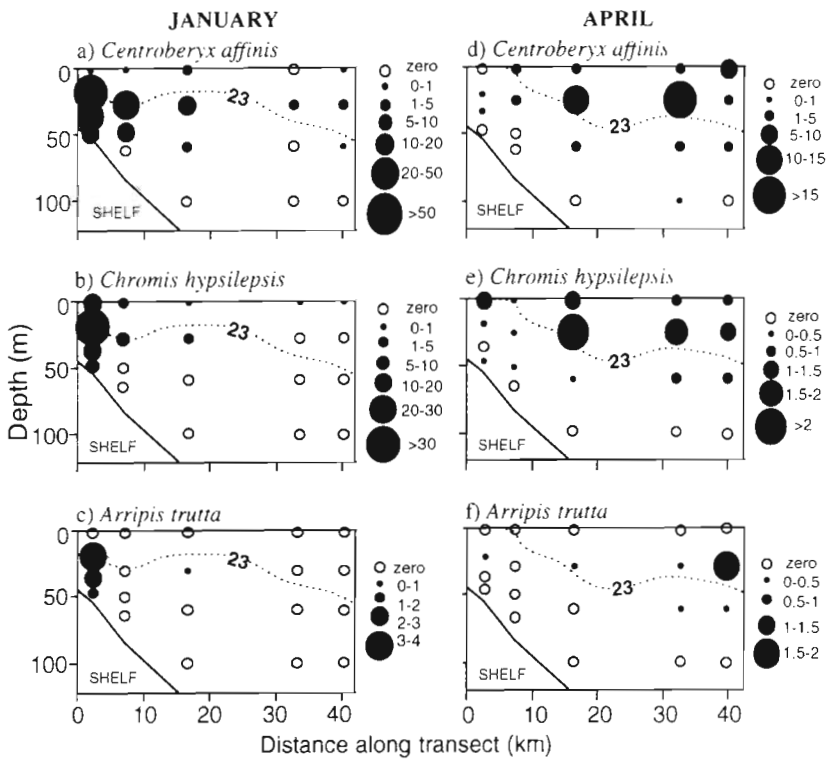 JANUARY
APRIL
a) Centroberyx affinis
0
50
100
23
SHELF
zero
0-1
1-5
5-10
10-20
20-50
>50
d) Centroberyx affinis
23
SHELF
zero
0-1
1-5
5-10
10-15
>15
b) Chromis hypsilepsis
Depth (m)
0
50
100
23
SHELF
zero
0-1
1-5
5-10
10-20
20-30
>30
e) Chromis hypsilepsis
23
SHELF
zero
0-0.5
0.5-1
1-1.5
1.5-2
>2
c) Arripis trutta
0
50
100
23
SHELF
0 10 20 30 40
zero
0-1
1-2
2-3
3-4
f) Arripis trutta
23
SHELF
0 10 20 30 40
zero
0-0.5
0.5-1
1-1.5
1.5-2
Distance along transect (km)